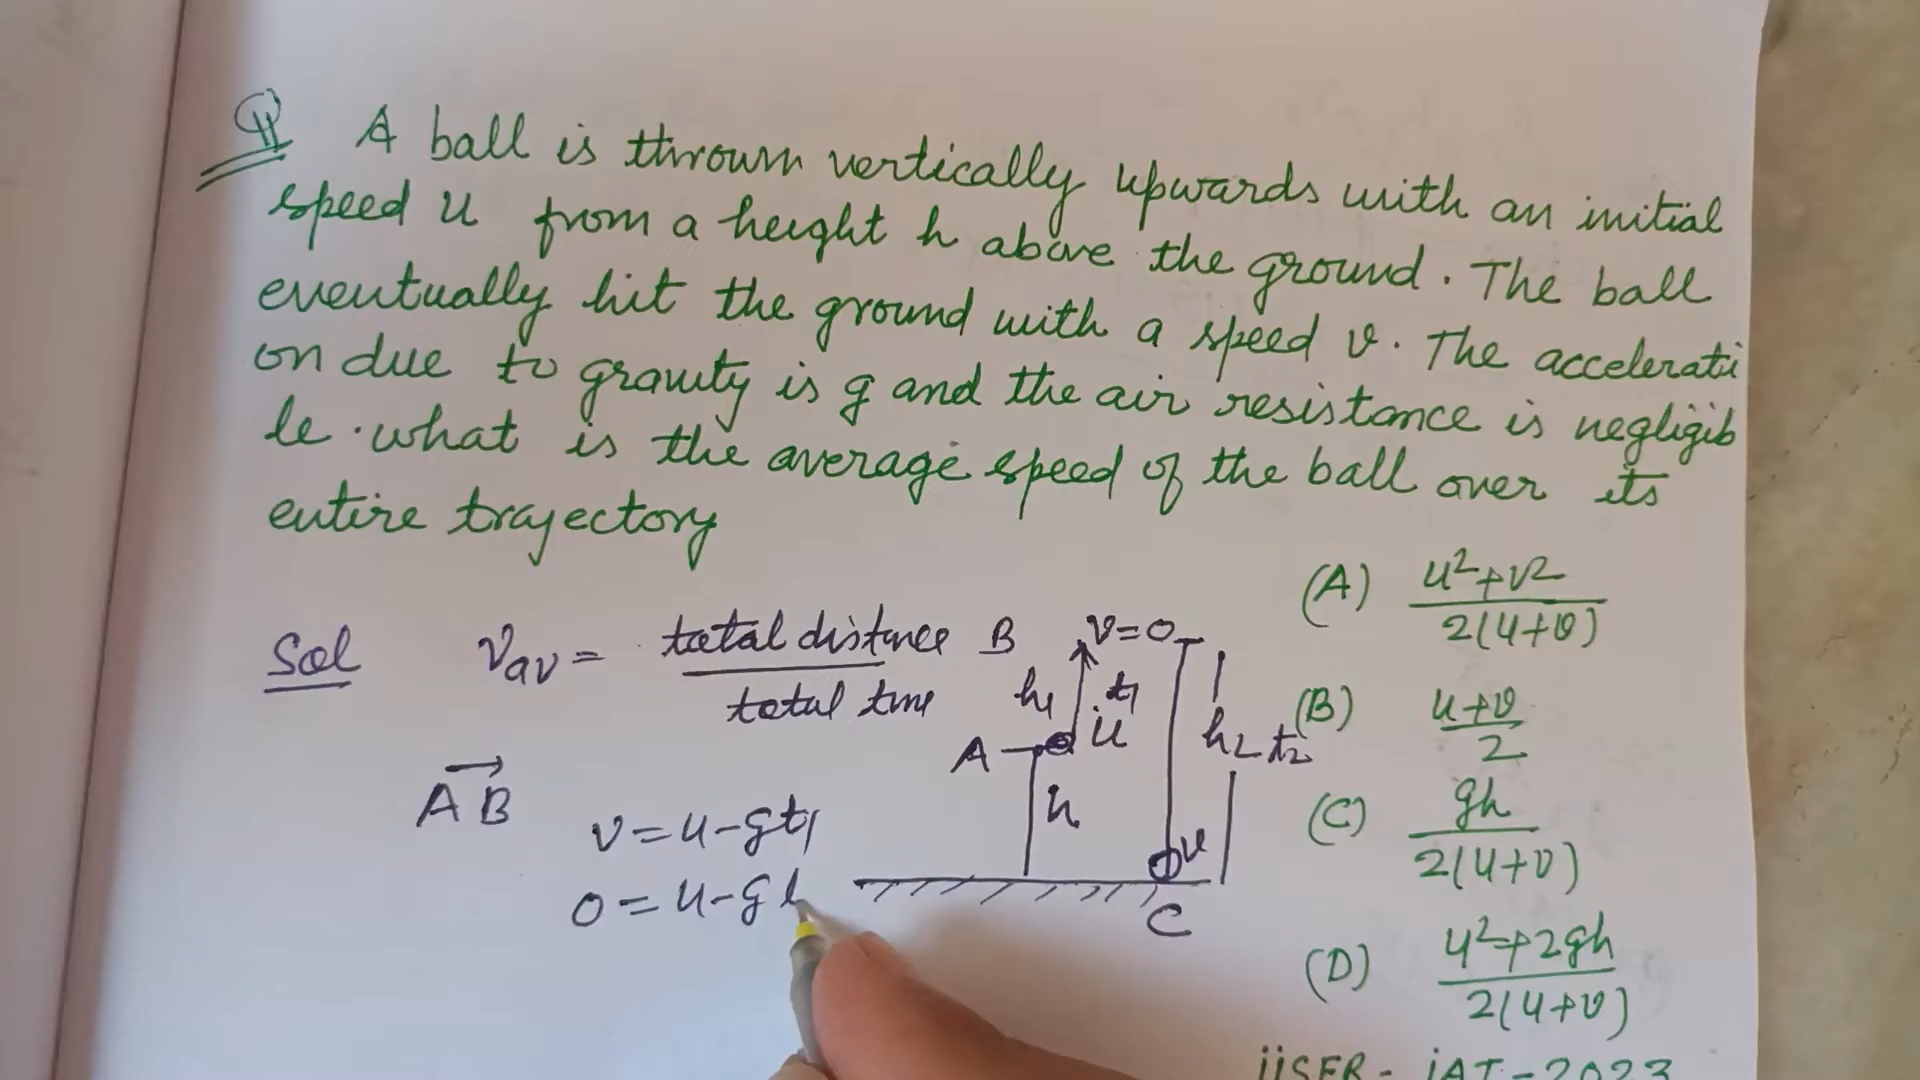 Q A ball is thrown vertically upwards with an initial
speed u from a height h above the ground. The ball
eventually hit the ground with a speed v. The accelerati
on due to gravity is g and the air resistance is negligib
le. what is the average speed of the ball over its
entire trajectory
(A) u²+v² / 2(u+v)
Sol Vav = total distance / total time
B v=0
h1 t1
u
A
(B) u+v / 2
h2 t2
h
AB
v=u-gt1
(C) gh / 2(u+v)
v
0=u-g
C
(D) u²+2gh / 2(u+v)
iiSER - iAT - 2023